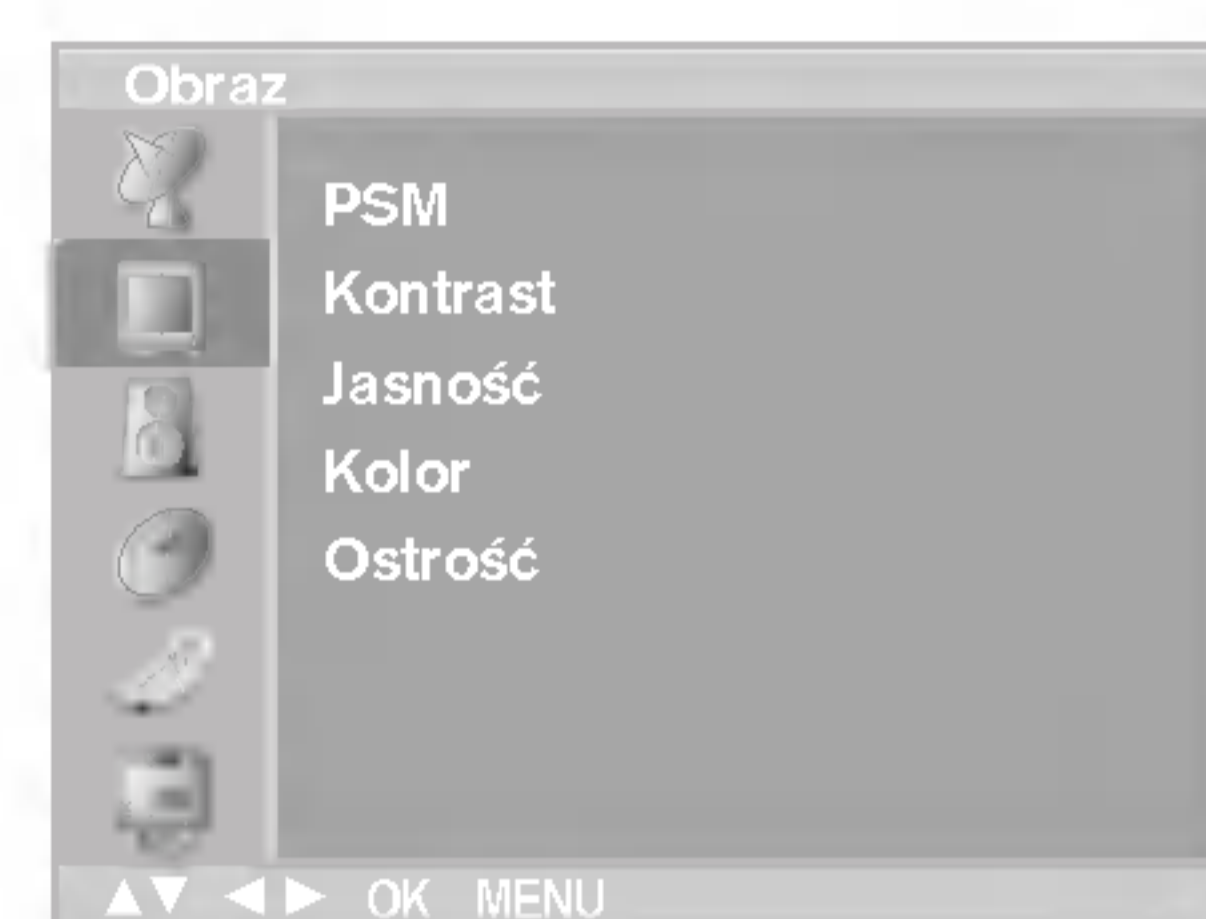 Obraz
PSM
Kontrast
Jasność
Kolor
Ostrość
▲▼ ◀ ▶ OK MENU